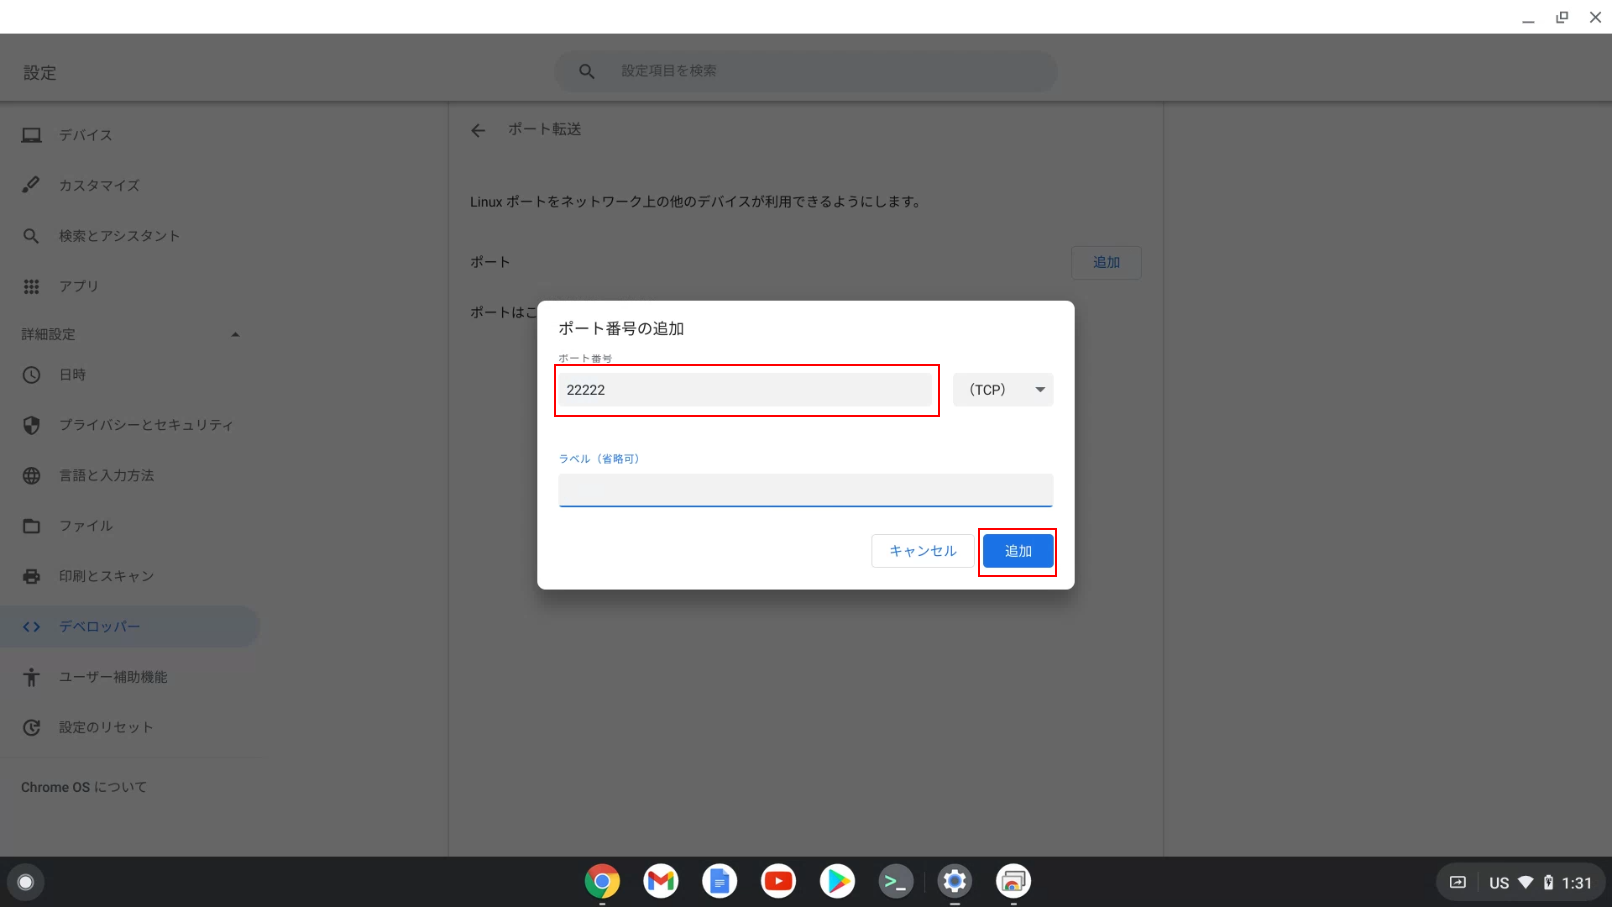 設定
設定項目を検索
デバイス
カスタマイズ
検索とアシスタント
アプリ
詳細設定
日時
プライバシーとセキュリティ
言語と入力方法
ファイル
印刷とスキャン
デベロッパー
ユーザー補助機能
設定のリセット
Chrome OS について
ポート転送
Linux ポートをネットワーク上の他のデバイスが利用できるようにします。
ポート
追加
ポートはこ
ポート番号の追加
ポート番号
22222
（TCP）
ラベル（省略可）
キャンセル
追加
US
1:31